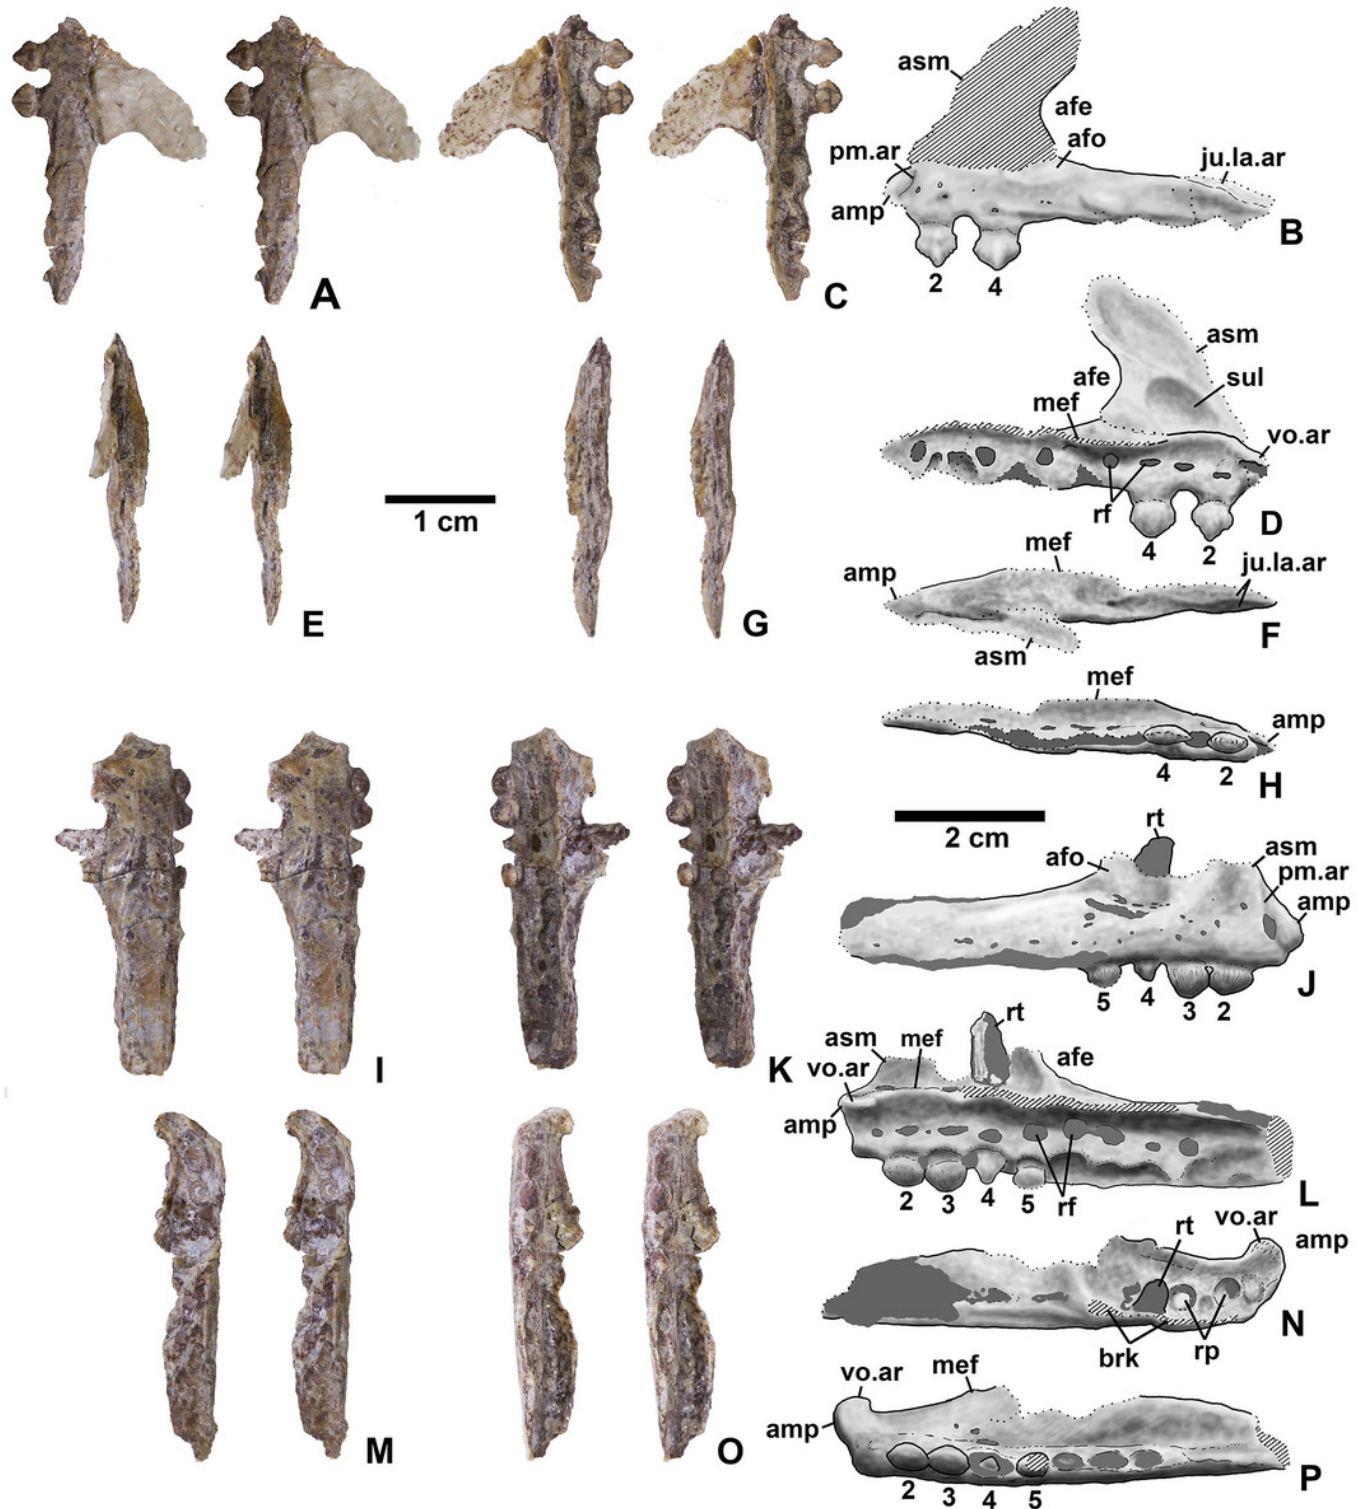 A
C
asm
afe
afo
pm.ar
ju.la.ar
amp
B
2
4
asm
sul
afe
mef
vo.ar
rf
D
4
2
E
1 cm
G
mef
amp
ju.la.ar
F
asm
mef
amp
4
2
H
2 cm
rt
afo
asm
pm.ar
amp
5
4
3
2
J
I
K
rt
asm
mef
afe
vo.ar
amp
2
3
4
5
rf
L
rt
vo.ar
amp
N
brk
rp
vo.ar
mef
amp
M
O
2
3
4
5
P